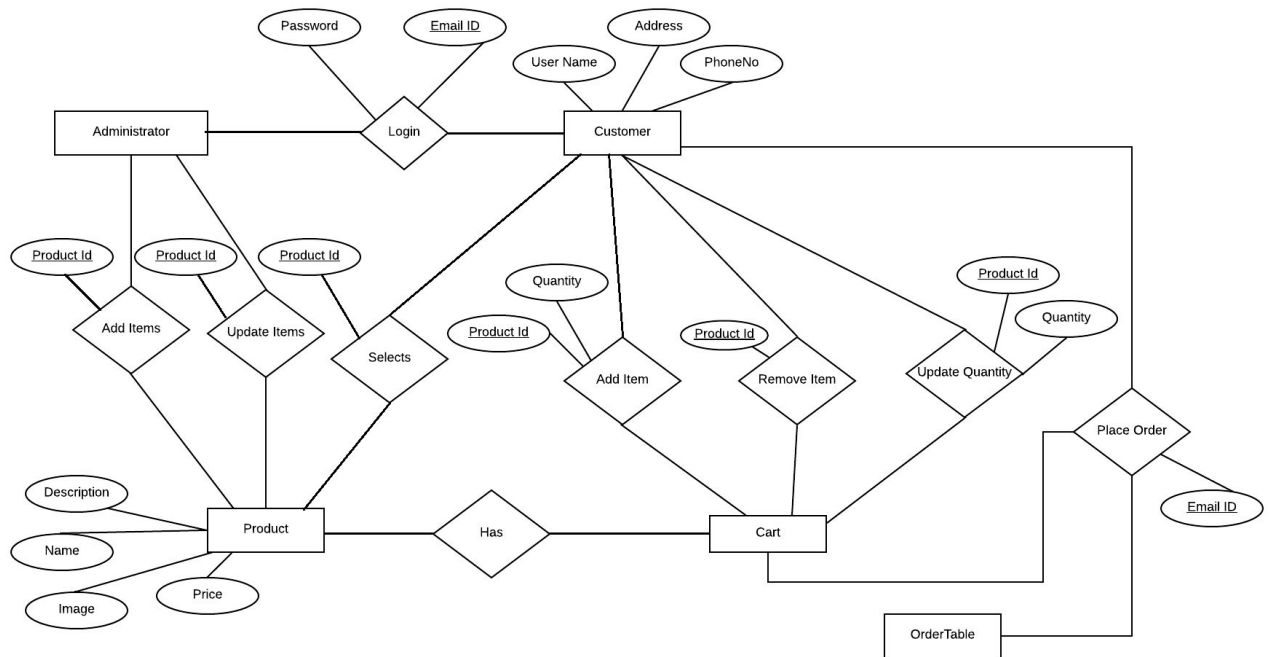 Password
Email ID
Address
User Name
PhoneNo
Administrator
Login
Customer
Product Id
Product Id
Product Id
Quantity
Product Id
Product Id
Product Id
Quantity
Add Items
Update Items
Selects
Add Item
Remove Item
Update Quantity
Place Order
Description
Name
Image
Price
Product
Has
Cart
Email ID
OrderTable